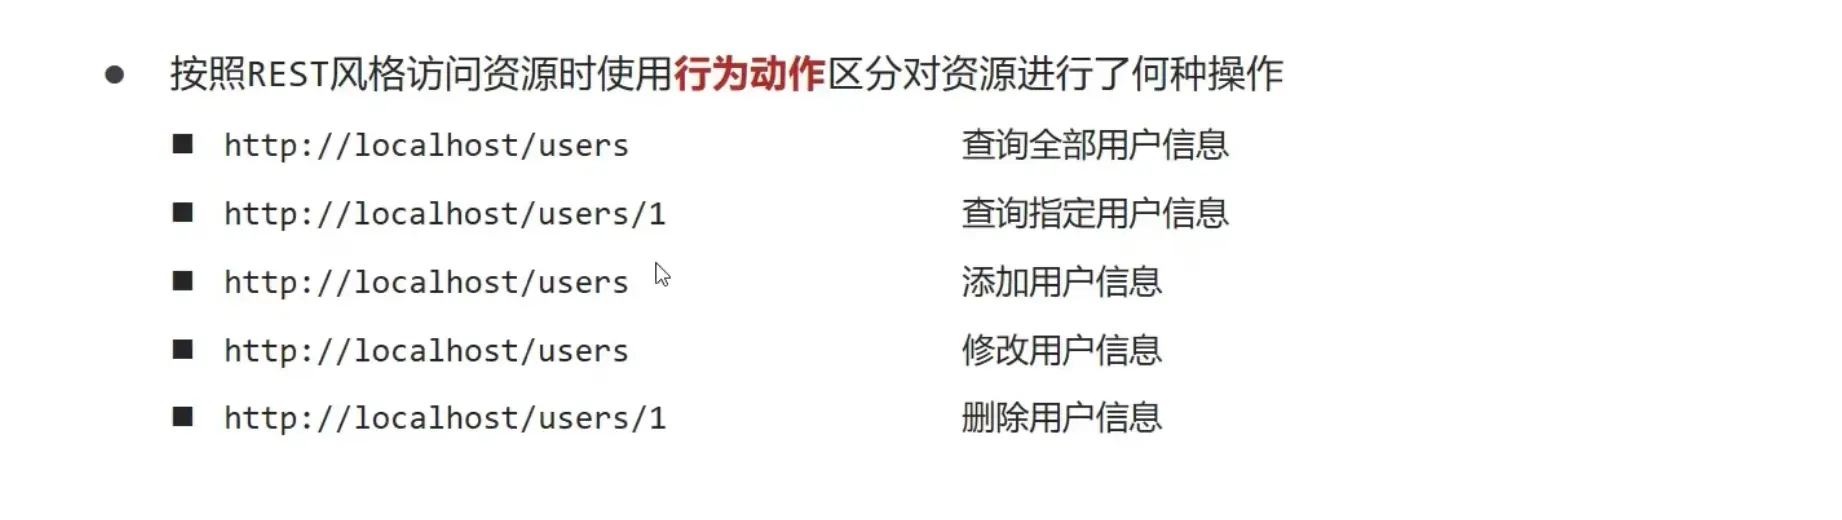 按照REST风格访问资源时使用行为动作区分对资源进行了何种操作
http://localhost/users 查询全部用户信息
http://localhost/users/1 查询指定用户信息
http://localhost/users 添加用户信息
http://localhost/users 修改用户信息
http://localhost/users/1 删除用户信息